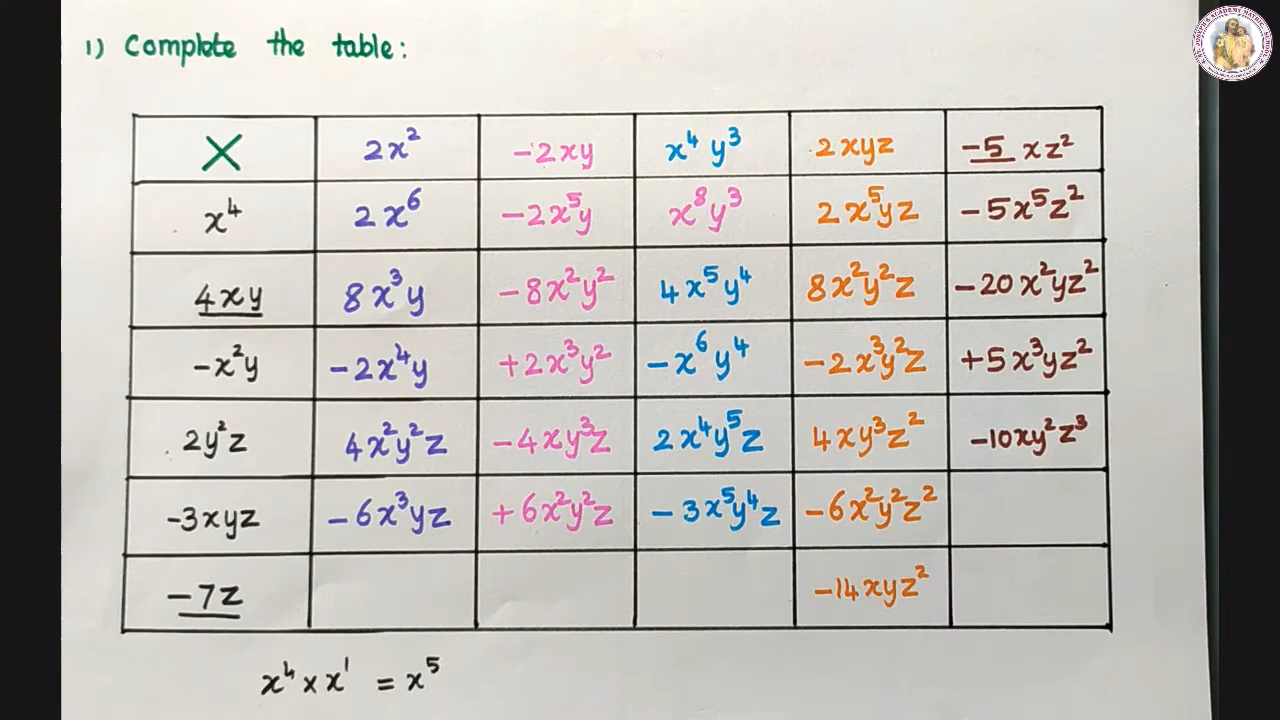 1) Complete the table:
× 2x² -2xy x⁴y³ 2xyz -5xz²
x⁴ 2x⁶ -2x⁵y x⁸y³ 2x⁵yz -5x⁵z²
4xy 8x³y -8x²y² 4x⁵y⁴ 8x²y²z -20x²yz²
-x²y -2x⁴y +2x³y² -x⁶y⁴ -2x³y²z +5x³yz²
2y²z 4x²y²z -4xy³z 2x⁴y⁵z 4xy³z² -10xy²z³
-3xyz -6x³yz +6x²y²z -3x⁵y⁴z -6x²y²z²
-7z -14xyz²
x⁴ × x¹ = x⁵